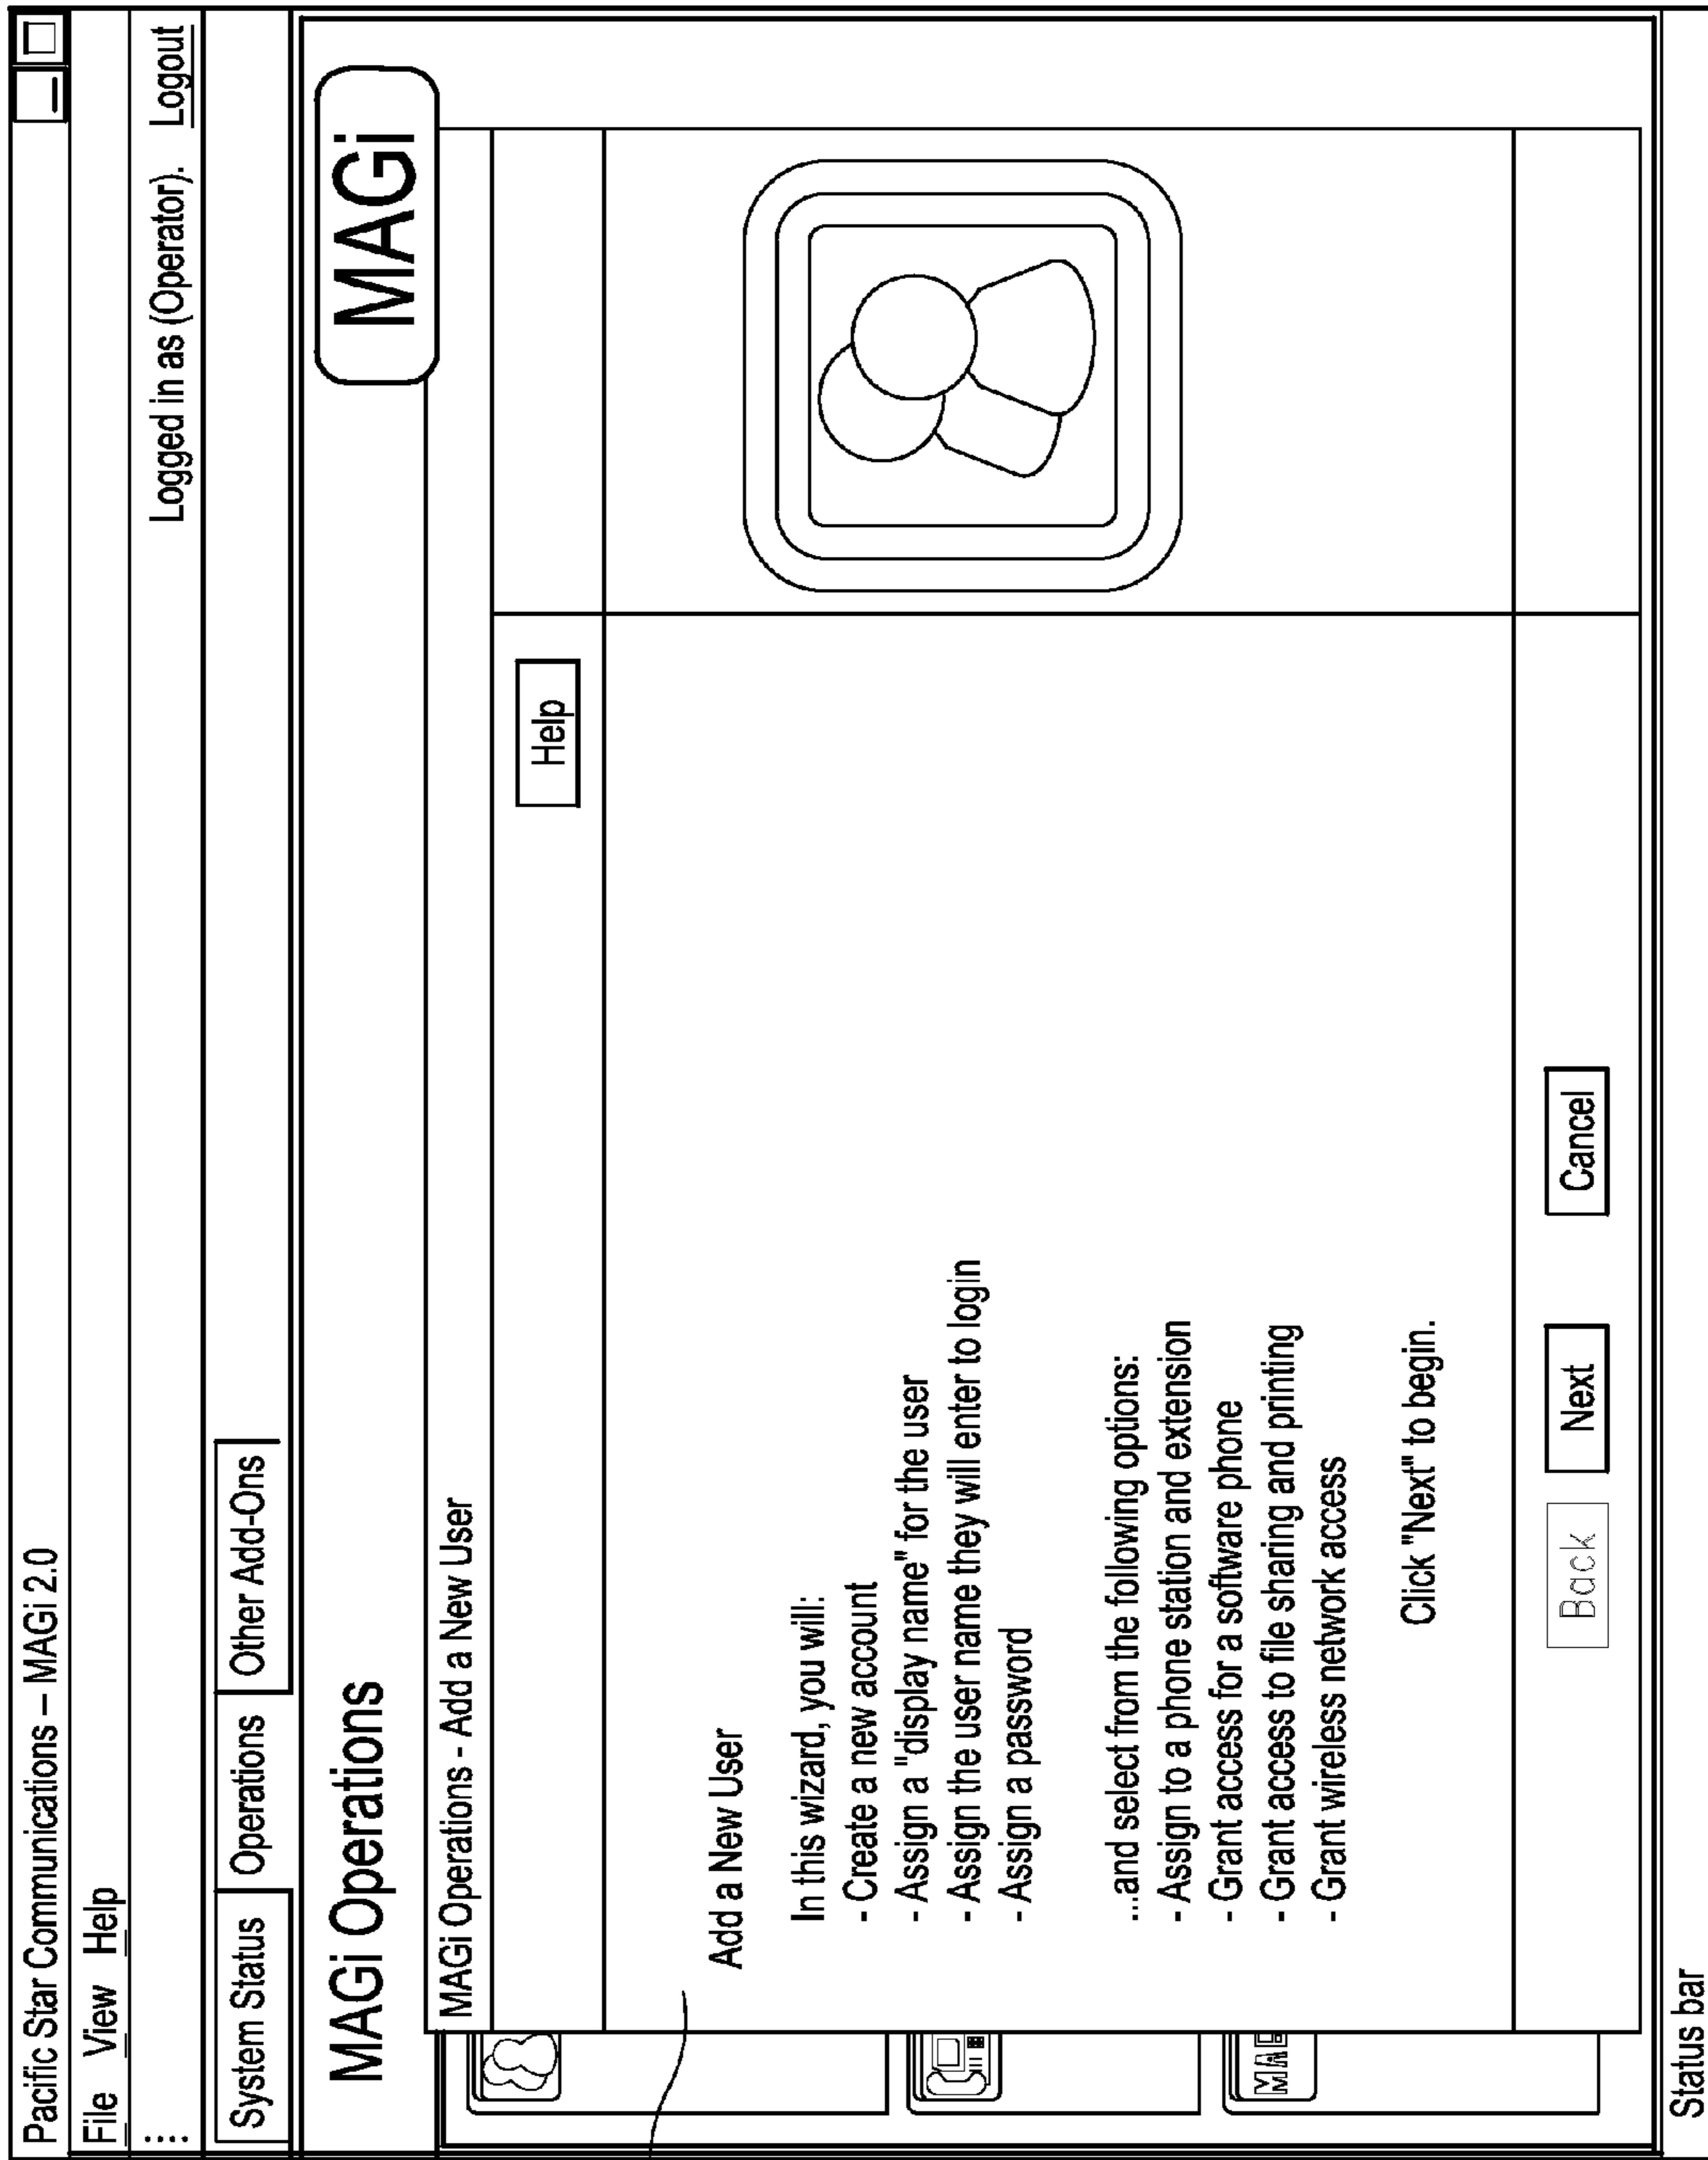 Pacific Star Communications – MAGi 2.0
File View Help
Logged in as (Operator). Logout
System Status Operations Other Add-Ons
MAGi Operations
MAGi
MAGi Operations - Add a New User
Help
Add a New User
In this wizard, you will:
- Create a new account
- Assign a "display name" for the user
- Assign the user name they will enter to login
- Assign a password
...and select from the following options:
- Assign to a phone station and extension
- Grant access for a software phone
- Grant access to file sharing and printing
- Grant wireless network access
Click "Next" to begin.
Back Next Cancel
Status bar